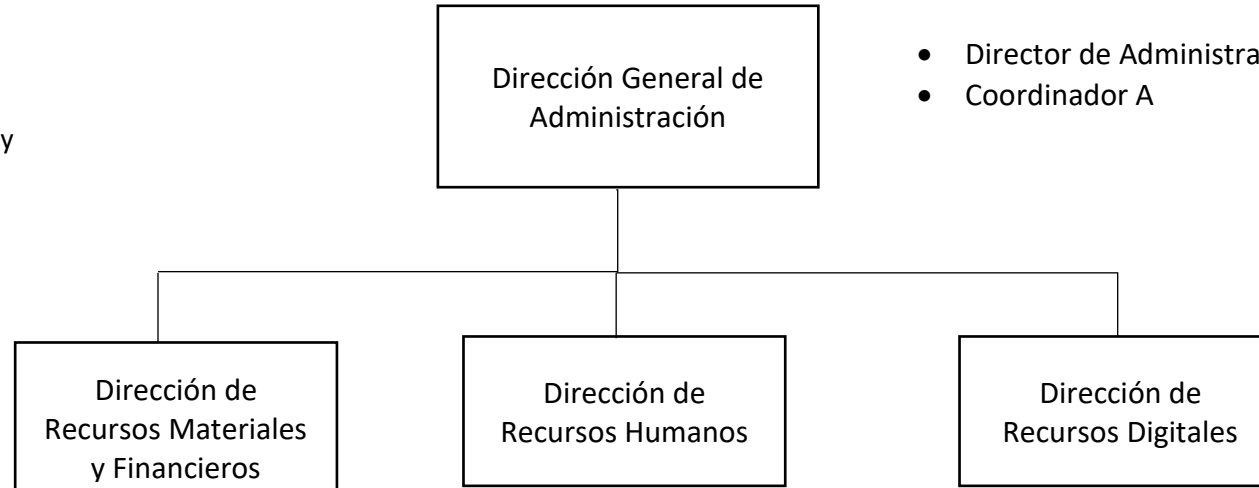 Dirección General de
Administración
• Director de Administra
• Coordinador A
y
Dirección de
Recursos Materiales
y Financieros
Dirección de
Recursos Humanos
Dirección de
Recursos Digitales